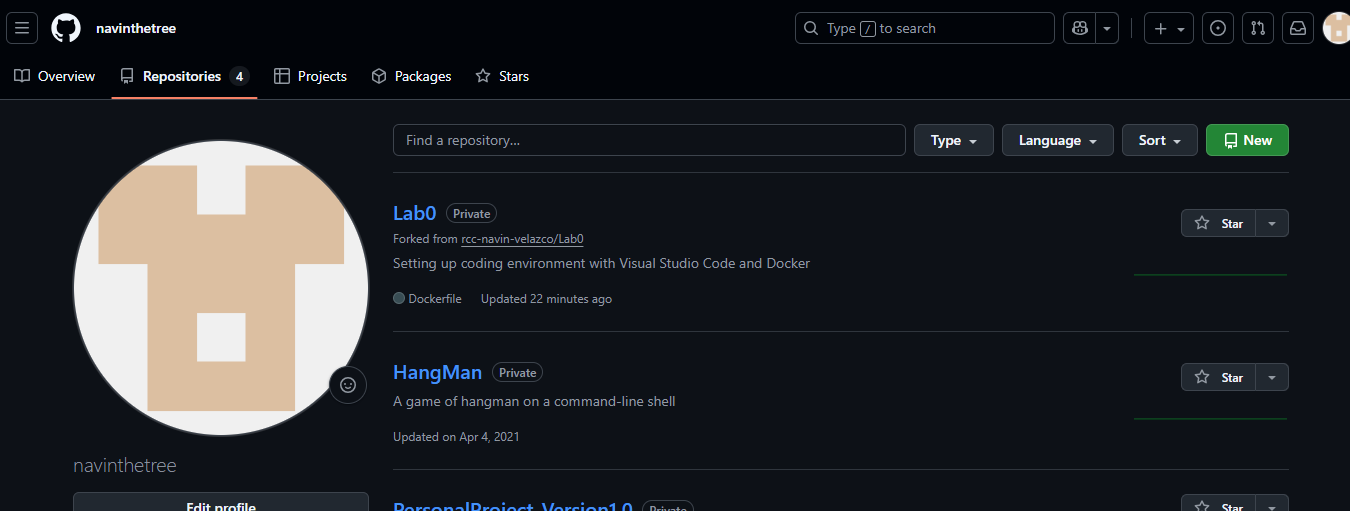 navinthetree
Type / to search
Overview
Repositories 4
Projects
Packages
Stars
Find a repository...
Type
Language
Sort
New
Lab0 Private
Star
Forked from rcc-navin-velazco/Lab0
Setting up coding environment with Visual Studio Code and Docker
Dockerfile Updated 22 minutes ago
HangMan Private
Star
A game of hangman on a command-line shell
Updated on Apr 4, 2021
navinthetree
Edit profile
PersonalProject_Version1.0 Private
Star